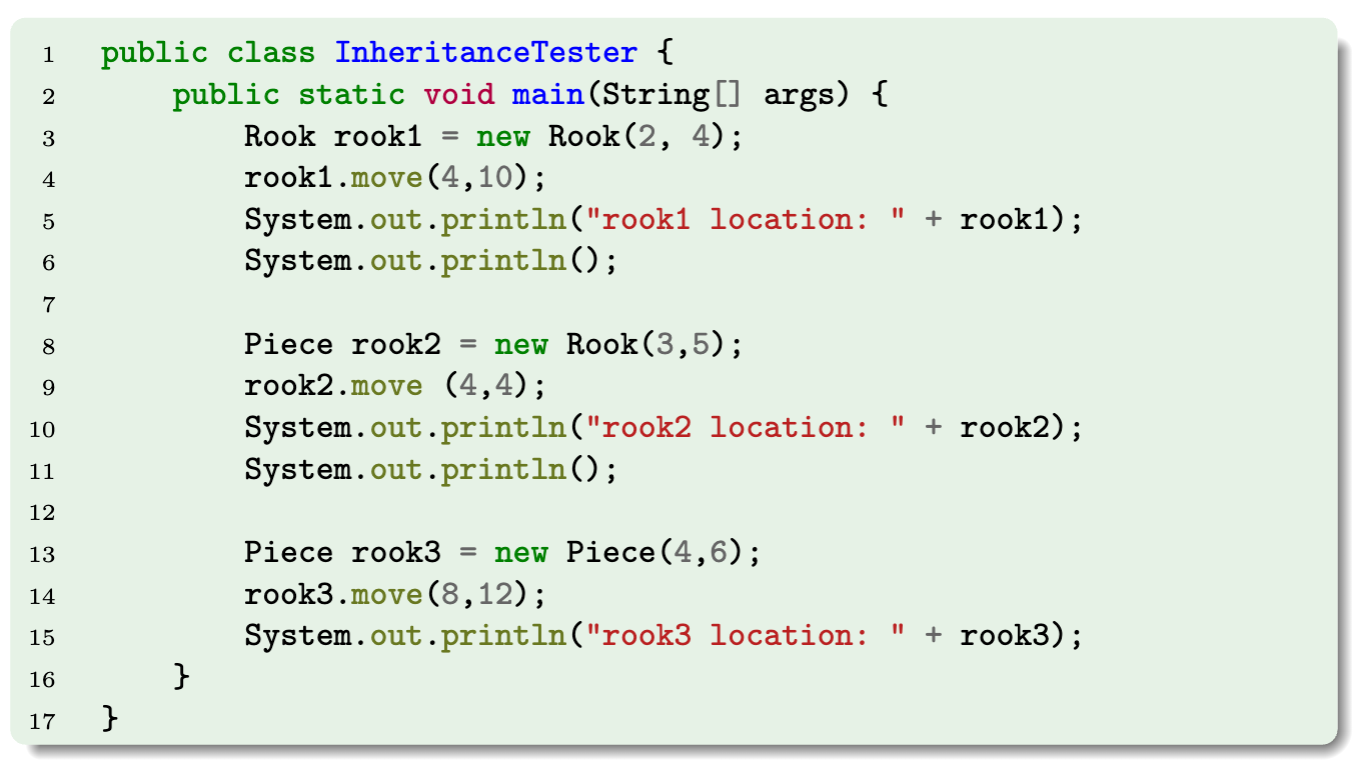 1 public class InheritanceTester {
2 public static void main(String[] args) {
3 Rook rook1 = new Rook(2, 4);
4 rook1.move(4,10);
5 System.out.println("rook1 location: " + rook1);
6 System.out.println();
7
8 Piece rook2 = new Rook(3,5);
9 rook2.move (4,4);
10 System.out.println("rook2 location: " + rook2);
11 System.out.println();
12
13 Piece rook3 = new Piece(4,6);
14 rook3.move(8,12);
15 System.out.println("rook3 location: " + rook3);
16 }
17 }